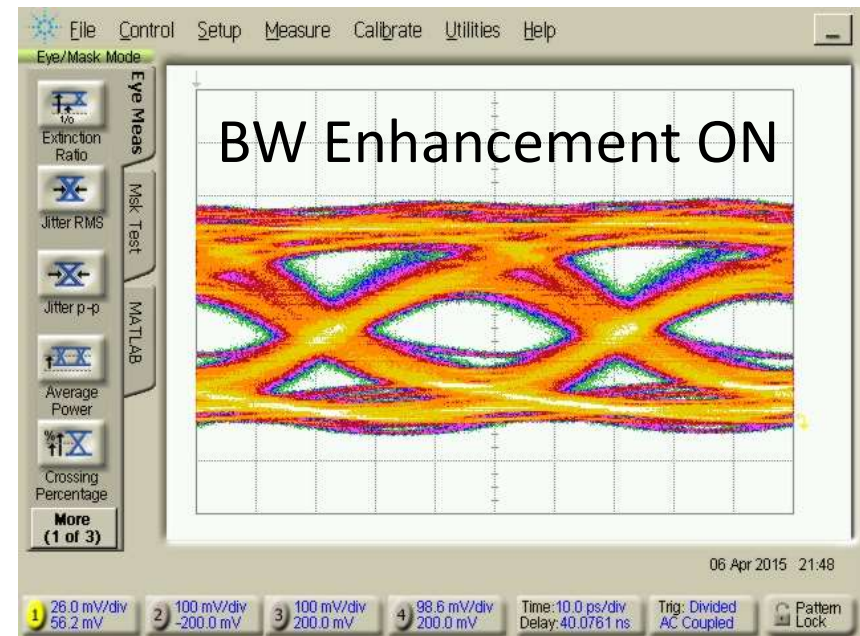 File Control Setup Measure Calibrate Utilities Help
Eye/Mask Mode
Eye Meas
Msk Test
MATLAB
1/0
Extinction
Ratio
Jitter RMS
Jitter p-p
Average
Power
%
Crossing
Percentage
More
(1 of 3)
BW Enhancement ON
06 Apr 2015 21:48
1) 26.0 mV/div
56.2 mV
2) 100 mV/div
-200.0 mV
3) 100 mV/div
200.0 mV
4) 98.6 mV/div
200.0 mV
Time:10.0 ps/div
Delay:40.0761 ns
Trig: Divided
AC Coupled
Pattern
Lock